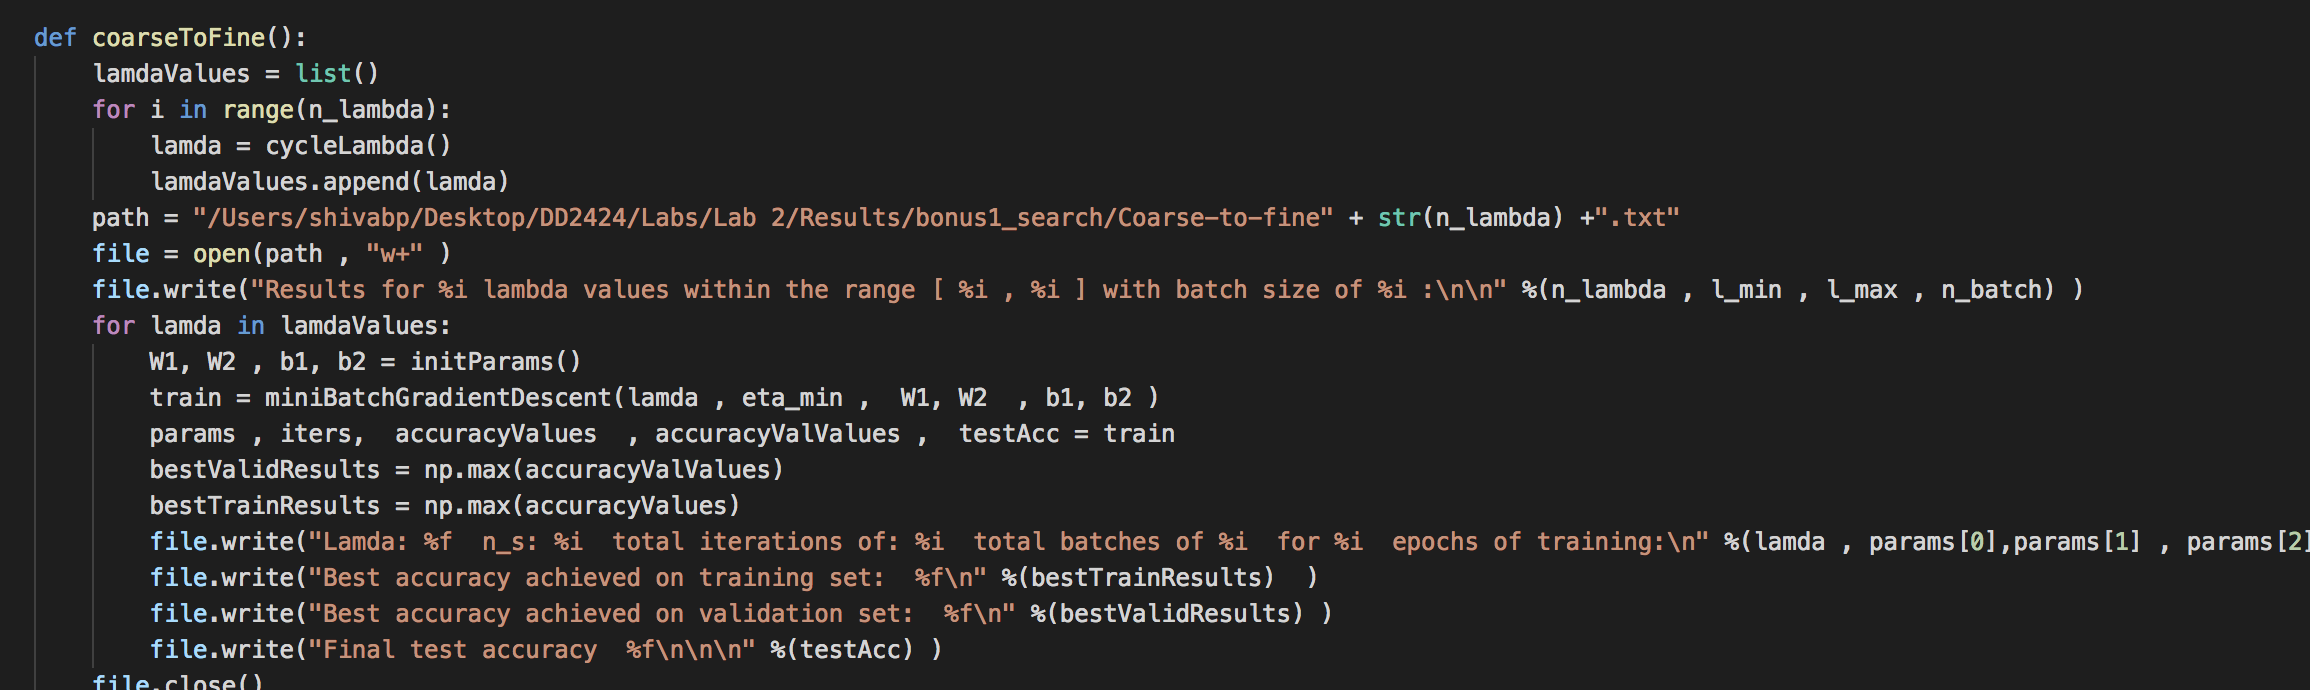 def coarseToFine():
    lamdaValues = list()
    for i in range(n_lambda):
        lamda = cycleLambda()
        lamdaValues.append(lamda)
    path = "/Users/shivabp/Desktop/DD2424/Labs/Lab 2/Results/bonus1_search/Coarse-to-fine" + str(n_lambda) +".txt"
    file = open(path , "w+" )
    file.write("Results for %i lambda values within the range [ %i , %i ] with batch size of %i :\n\n" %(n_lambda , l_min , l_max , n_batch) )
    for lamda in lamdaValues:
        W1, W2 , b1, b2 = initParams()
        train = miniBatchGradientDescent(lamda , eta_min ,  W1, W2  , b1, b2 )
        params , iters,  accuracyValues  , accuracyValValues ,  testAcc = train
        bestValidResults = np.max(accuracyValValues)
        bestTrainResults = np.max(accuracyValues)
        file.write("Lamda: %f  n_s: %i  total iterations of: %i  total batches of %i  for %i  epochs of training:\n" %(lamda , params[0],params[1] , params[2]
        file.write("Best accuracy achieved on training set:  %f\n" %(bestTrainResults)  )
        file.write("Best accuracy achieved on validation set:  %f\n" %(bestValidResults) )
        file.write("Final test accuracy  %f\n\n\n" %(testAcc) )
    file.close()